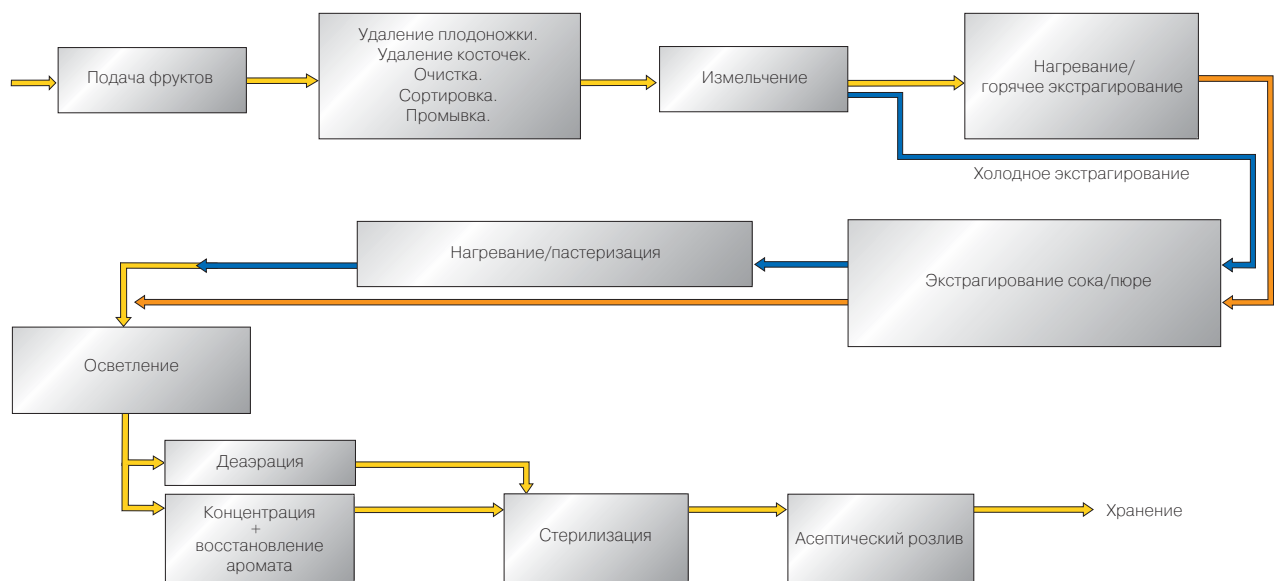 Подача фруктов
Удаление плодоножки.
Удаление косточек.
Очистка.
Сортировка.
Промывка.
Измельчение
Нагревание/
горячее экстрагирование
Холодное экстрагирование
Нагревание/пастеризация
Экстрагирование сока/пюре
Осветление
Деаэрация
Концентрация
+
восстановление
аромата
Стерилизация
Асептический розлив
Хранение